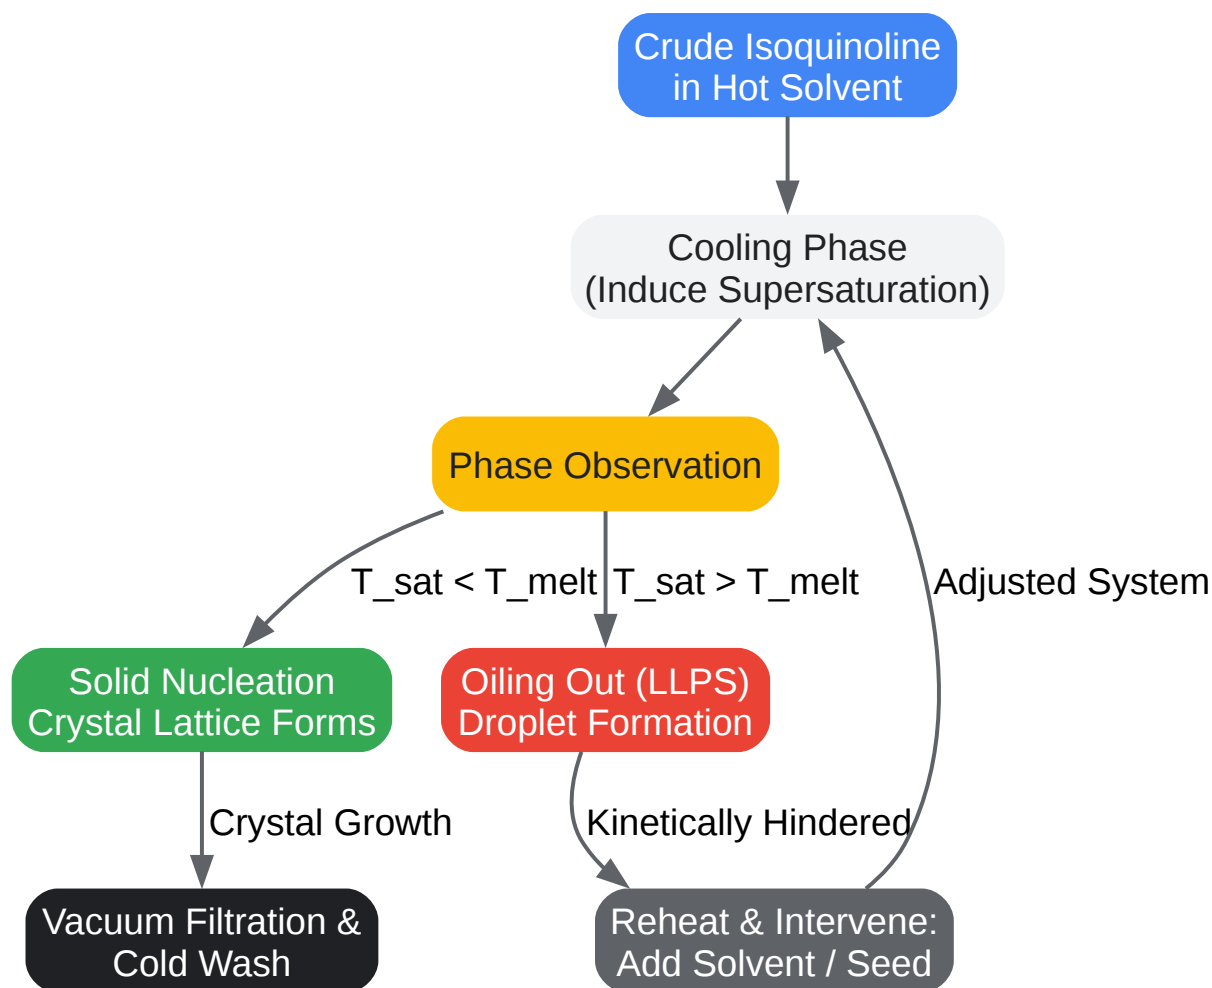 Crude Isoquinoline
in Hot Solvent
Cooling Phase
(Induce Supersaturation)
Phase Observation
T_sat < T_melt
T_sat > T_melt
Adjusted System
Solid Nucleation
Crystal Lattice Forms
Oiling Out (LLPS)
Droplet Formation
Crystal Growth
Kinetically Hindered
Vacuum Filtration &
Cold Wash
Reheat & Intervene:
Add Solvent / Seed